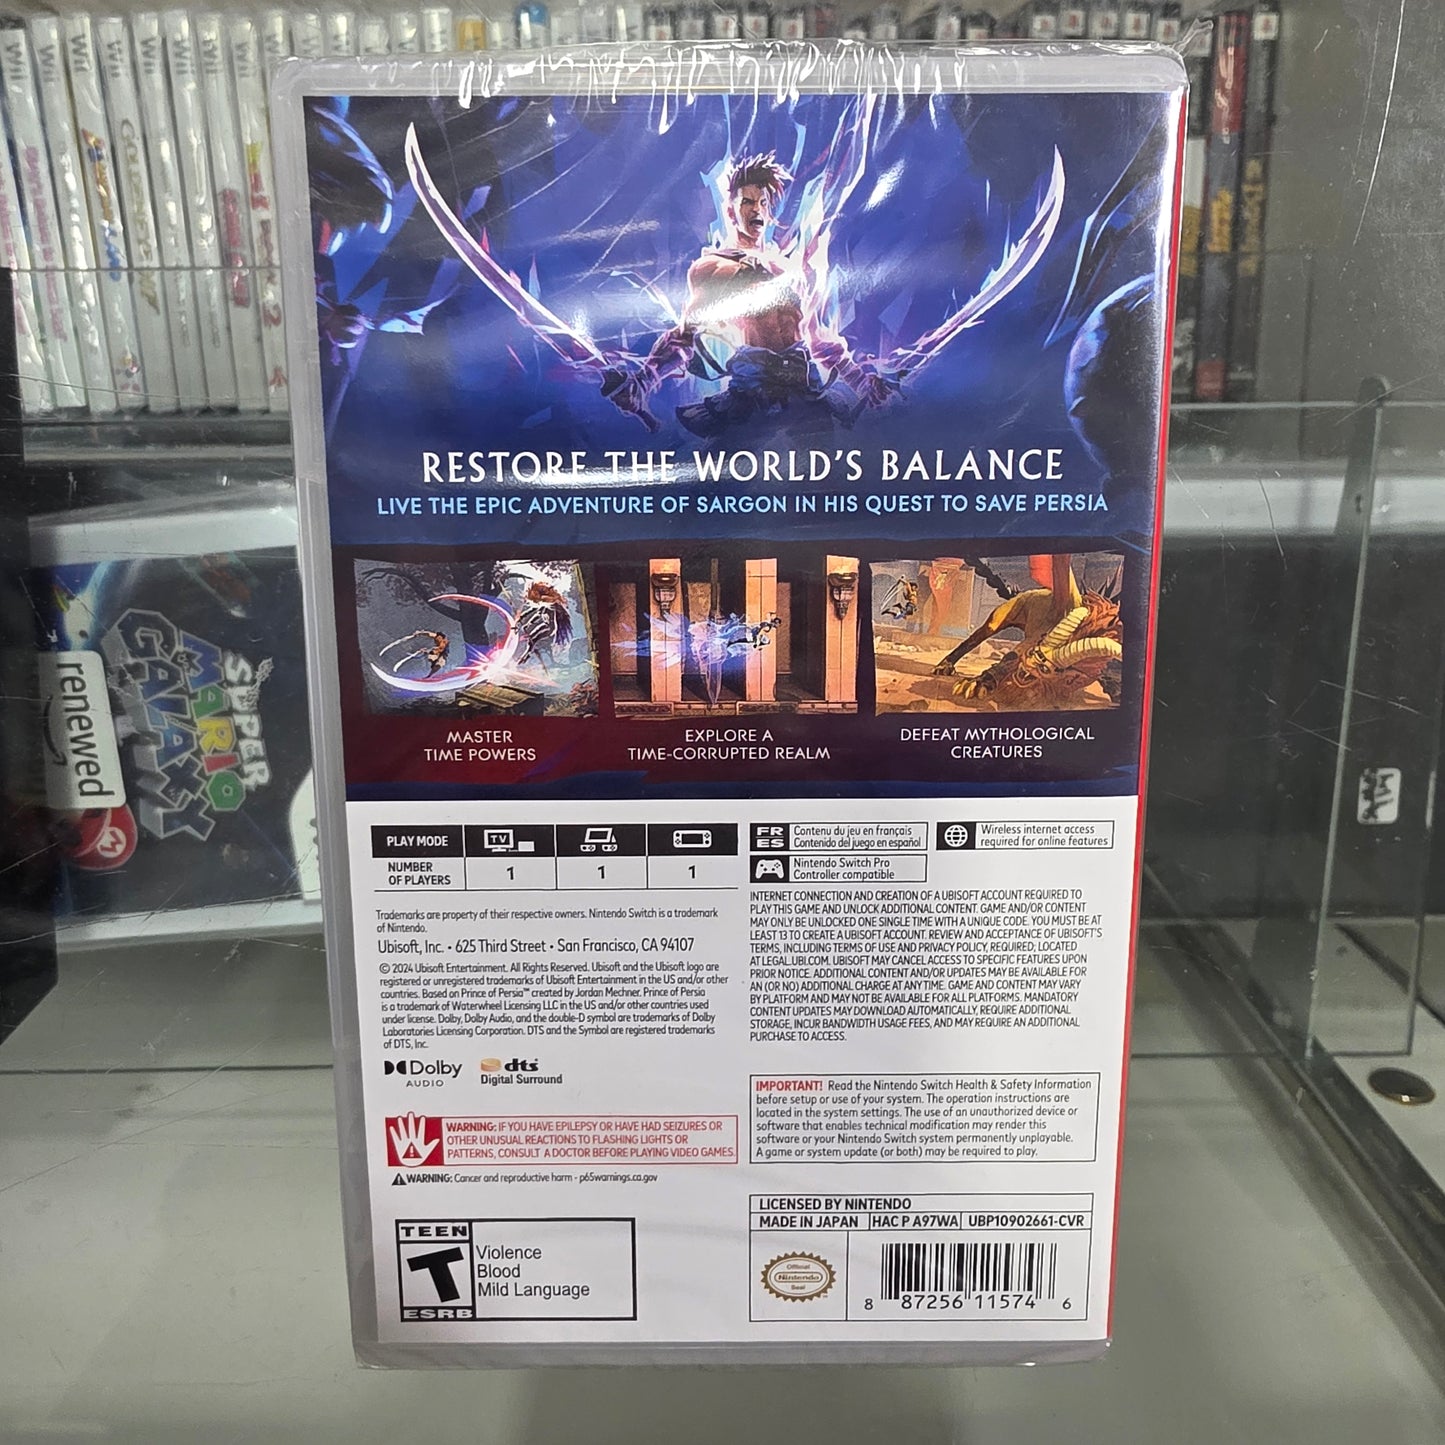 Wii
Wii
Wii
Wii
Wii
Wii
RESTORE THE WORLD'S BALANCE
LIVE THE EPIC ADVENTURE OF SARGON IN HIS QUEST TO SAVE PERSIA
MASTER
TIME POWERS
EXPLORE A
TIME-CORRUPTED REALM
DEFEAT MYTHOLOGICAL
CREATURES
SUPER
MARIO
GALAXY
renewed
PLAY MODE
TV
NUMBER
OF PLAYERS
1
1
1
FR
ES
Contenu du jeu en français
Contenido del juego en español
Wireless internet access
required for online features
Nintendo Switch Pro
Controller compatible
Trademarks are property of their respective owners. Nintendo Switch is a trademark
of Nintendo.
Ubisoft, Inc. • 625 Third Street • San Francisco, CA 94107
© 2024 Ubisoft Entertainment. All Rights Reserved. Ubisoft and the Ubisoft logo are
registered or unregistered trademarks of Ubisoft Entertainment in the US and/or other
countries. Based on Prince of Persia™ created by Jordan Mechner. Prince of Persia
is a trademark of Waterwheel Licensing LLC in the US and/or other countries used
under license. Dolby, Dolby Audio, and the double-D symbol are trademarks of Dolby
Laboratories Licensing Corporation. DTS and the Symbol are registered trademarks
of DTS, Inc.
Dolby
AUDIO
dts
Digital Surround
INTERNET CONNECTION AND CREATION OF A UBISOFT ACCOUNT REQUIRED TO
PLAY THIS GAME AND UNLOCK ADDITIONAL CONTENT. GAME AND/OR CONTENT
MAY ONLY BE UNLOCKED ONE SINGLE TIME WITH A UNIQUE CODE. YOU MUST BE AT
LEAST 13 TO CREATE A UBISOFT ACCOUNT. REVIEW AND ACCEPTANCE OF UBISOFT'S
TERMS, INCLUDING TERMS OF USE AND PRIVACY POLICY, REQUIRED; LOCATED
AT LEGAL.UBI.COM. UBISOFT MAY CANCEL ACCESS TO SPECIFIC FEATURES UPON
PRIOR NOTICE. ADDITIONAL CONTENT AND/OR UPDATES MAY BE AVAILABLE FOR
AN (OR NO) ADDITIONAL CHARGE AT ANY TIME. GAME AND CONTENT MAY VARY
BY PLATFORM AND MAY NOT BE AVAILABLE FOR ALL PLATFORMS. MANDATORY
CONTENT UPDATES MAY DOWNLOAD AUTOMATICALLY, REQUIRE ADDITIONAL
STORAGE, INCUR BANDWIDTH USAGE FEES, AND MAY REQUIRE AN ADDITIONAL
PURCHASE TO ACCESS.
IMPORTANT! Read the Nintendo Switch Health & Safety Information
before setup or use of your system. The operation instructions are
located in the system settings. The use of an unauthorized device or
software that enables technical modification may render this
software or your Nintendo Switch system permanently unplayable.
A game or system update (or both) may be required to play.
WARNING: IF YOU HAVE EPILEPSY OR HAVE HAD SEIZURES OR
OTHER UNUSUAL REACTIONS TO FLASHING LIGHTS OR
PATTERNS, CONSULT A DOCTOR BEFORE PLAYING VIDEO GAMES.
WARNING: Cancer and reproductive harm - p65warnings.ca.gov
TEEN
T
ESRB
Violence
Blood
Mild Language
LICENSED BY NINTENDO
MADE IN JAPAN HAC P A97WA UBP10902661-CVR
Official
Nintendo
Seal
8 87256 11574 6